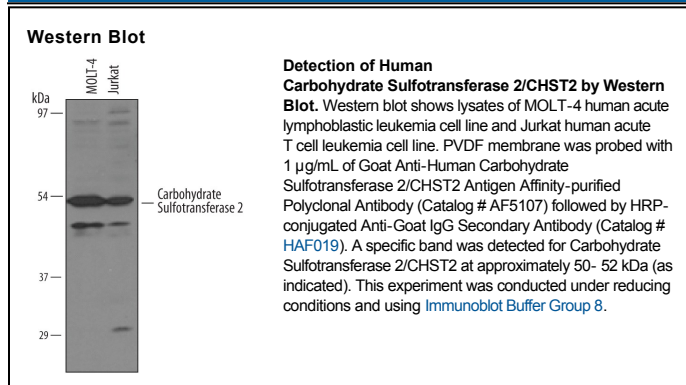 Western Blot
MOLT-4
Jurkat
kDa
97
54
37
29
Carbohydrate
Sulfotransferase 2
Detection of Human
Carbohydrate Sulfotransferase 2/CHST2 by Western
Blot. Western blot shows lysates of MOLT-4 human acute
lymphoblastic leukemia cell line and Jurkat human acute
T cell leukemia cell line. PVDF membrane was probed with
1 µg/mL of Goat Anti-Human Carbohydrate
Sulfotransferase 2/CHST2 Antigen Affinity-purified
Polyclonal Antibody (Catalog # AF5107) followed by HRP-
conjugated Anti-Goat IgG Secondary Antibody (Catalog #
HAF019). A specific band was detected for Carbohydrate
Sulfotransferase 2/CHST2 at approximately 50- 52 kDa (as
indicated). This experiment was conducted under reducing
conditions and using Immunoblot Buffer Group 8.